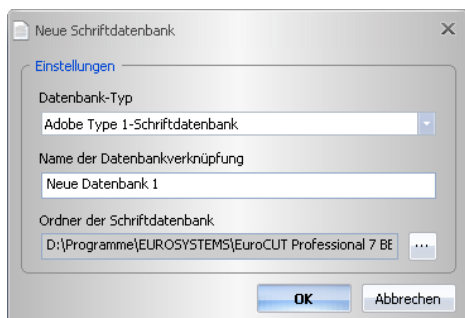 Neue Schriftdatenbank
Einstellungen
Datenbank-Typ
Adobe Type 1-Schriftdatenbank
Name der Datenbankverknüpfung
Neue Datenbank 1
Ordner der Schriftdatenbank
D:\Programme\EUROSYSTEMS\EuroCUT Professional 7 BE
...
OK Abbrechen